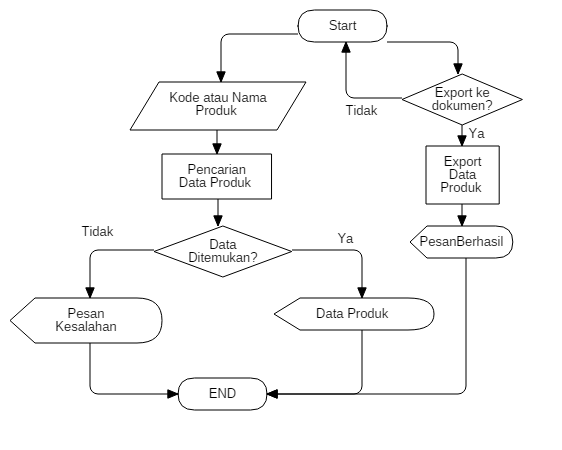 Start
Kode atau Nama
Produk
Export ke
dokumen?
Tidak
Ya
Pencarian
Data Produk
Export
Data
Produk
Tidak
Data
Ditemukan?
Ya
PesanBerhasil
Pesan
Kesalahan
Data Produk
END